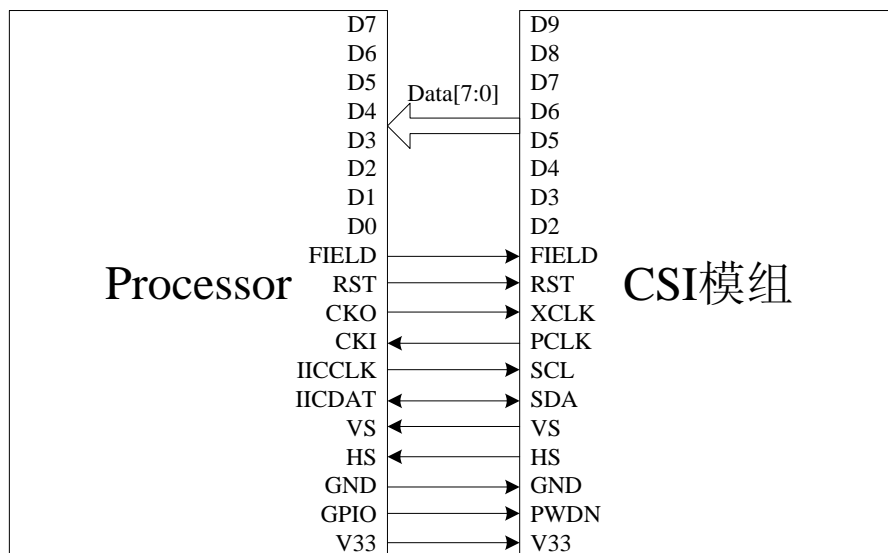 D7 D9
D6 D8
D5 D7
Data[7:0]
D4 D6
D3 D5
D2 D4
D1 D3
D0 D2
FIELD FIELD
RST RST
Processor CSI模组
CKO XCLK
CKI PCLK
IICCLK SCL
IICDAT SDA
VS VS
HS HS
GND GND
GPIO PWDN
V33 V33